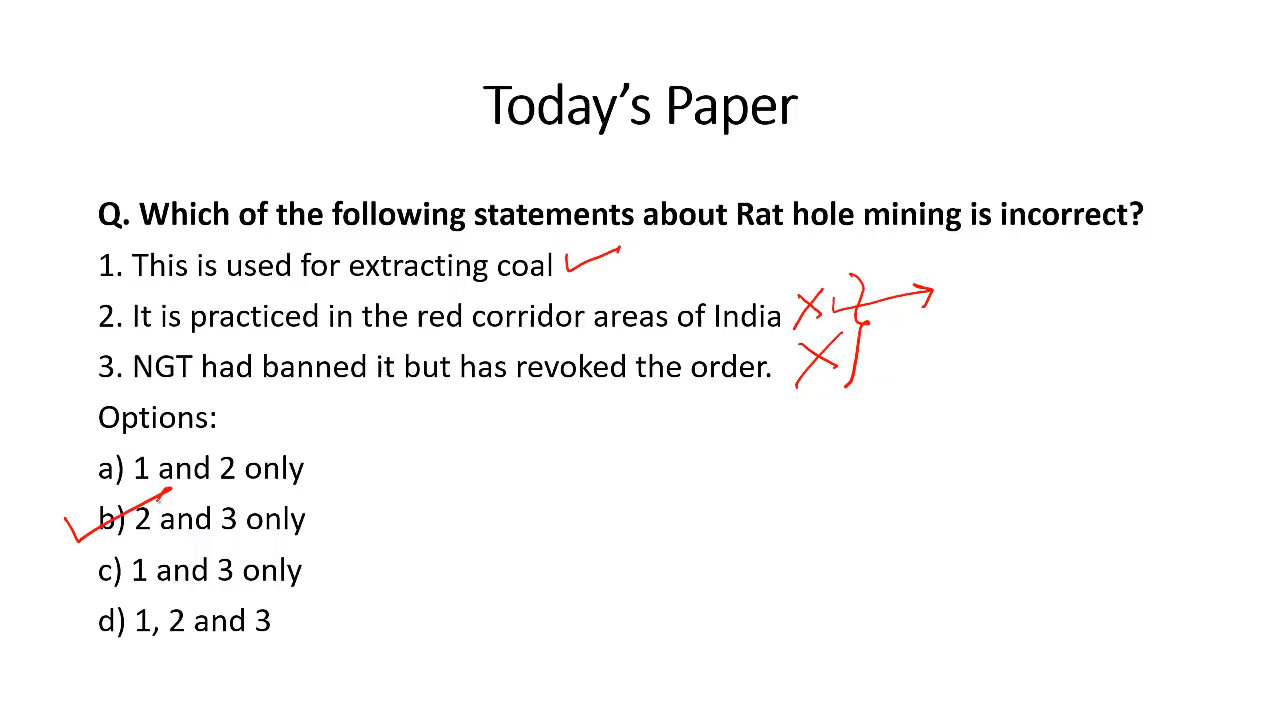 Today’s Paper
Q. Which of the following statements about Rat hole mining is incorrect?
1. This is used for extracting coal
2. It is practiced in the red corridor areas of India
3. NGT had banned it but has revoked the order.
Options:
a) 1 and 2 only
b) 2 and 3 only
c) 1 and 3 only
d) 1, 2 and 3